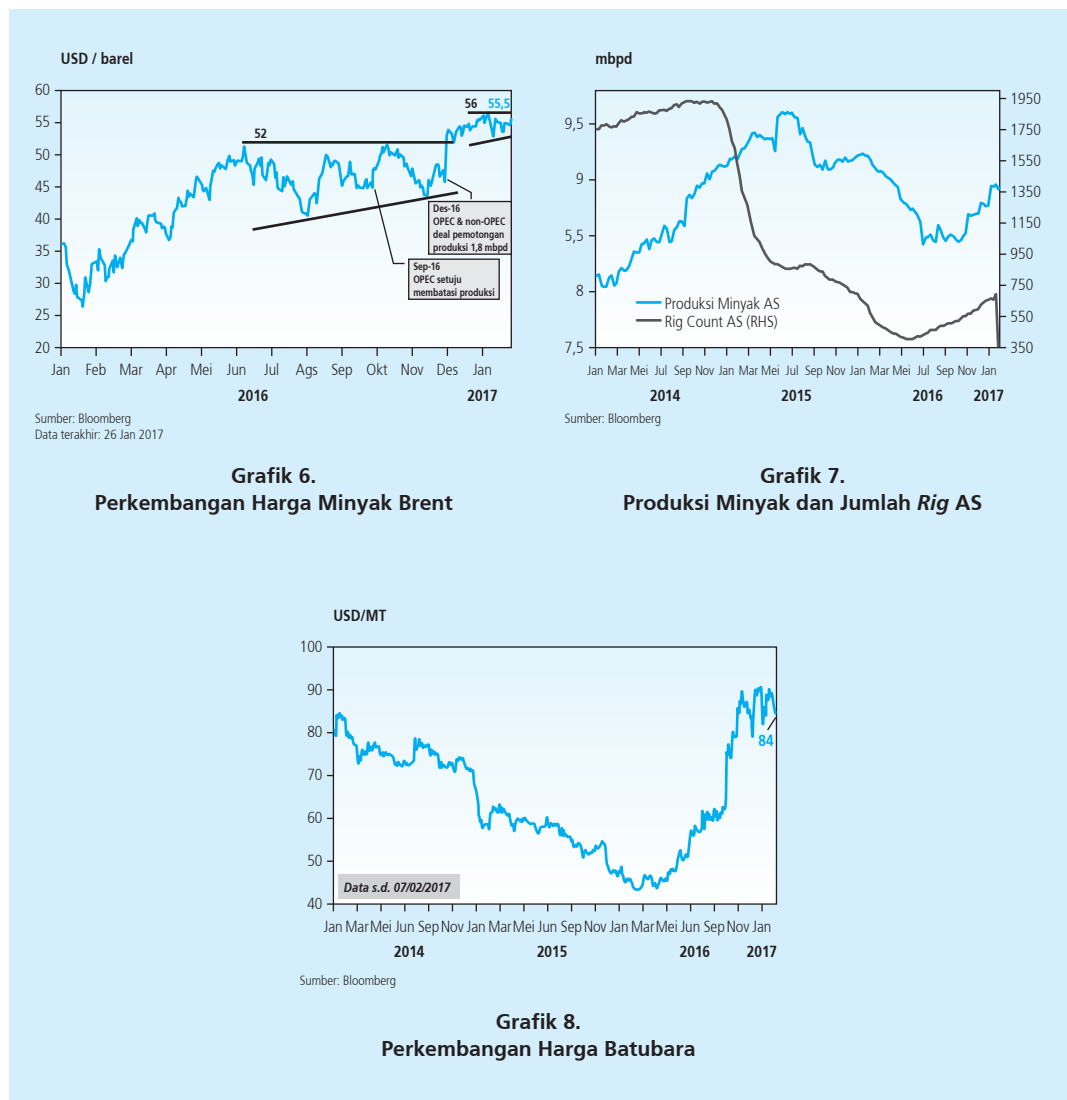 USD / barel
60
55
50
45
40
35
30
25
20
52
56 55,5
Des-16
OPEC & non-OPEC
deal pemotongan
produksi 1,8 mbpd
Sep-16
OPEC setuju
membatasi produksi
Jan Feb Mar Apr Mei Jun Jul Ags Sep Okt Nov Des Jan
2016 2017
Sumber: Bloomberg
Data terakhir: 26 Jan 2017
Grafik 6.
Perkembangan Harga Minyak Brent
mbpd
9,5
9
5,5
8
7,5
1950
1750
1550
1350
1150
950
750
550
350
Produksi Minyak AS
Rig Count AS (RHS)
Jan Mar Mei Jul Sep Nov Jan Mar Mei Jul Sep Nov Jan Mar Mei Jul Sep Nov Jan
2014 2015 2016 2017
Sumber: Bloomberg
Grafik 7.
Produksi Minyak dan Jumlah Rig AS
USD/MT
100
90
80
70
60
50
40
84
Data s.d. 07/02/2017
Jan Mar Mei Jun Sep Nov Jan Mar Mei Jun Sep Nov Jan Mar Mei Jun Sep Nov Jan
2014 2015 2016 2017
Sumber: Bloomberg
Grafik 8.
Perkembangan Harga Batubara